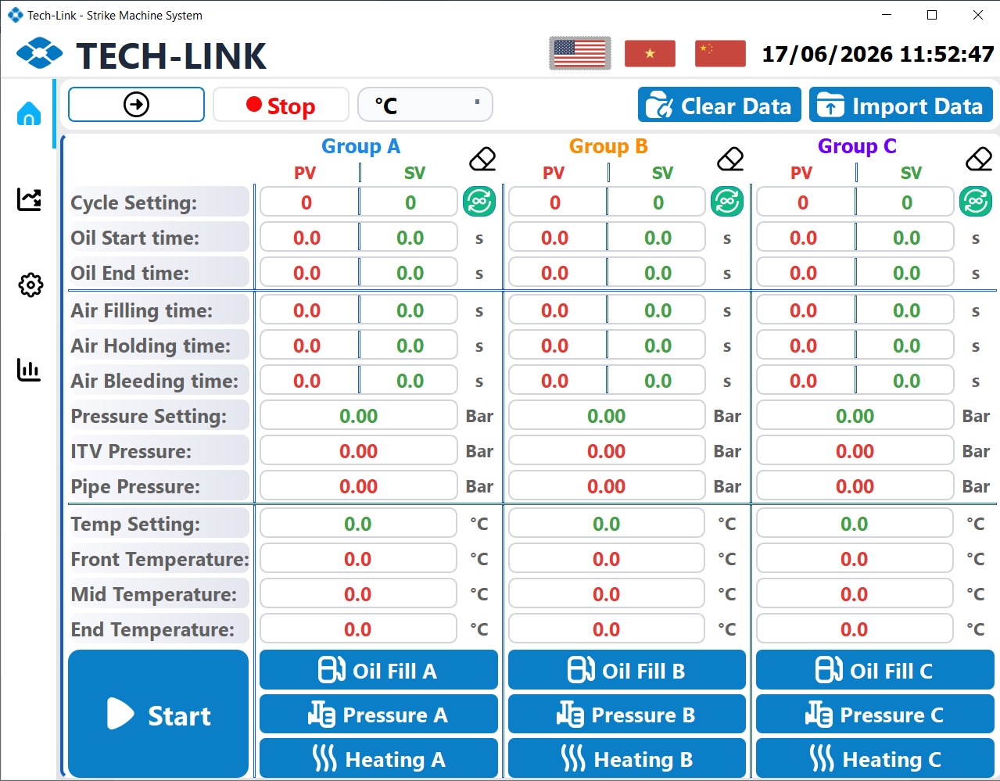 Tech-Link - Strike Machine System
TECH-LINK 17/06/2026 11:52:47
Stop °C Clear Data Import Data
Group A Group B Group C
PV SV PV SV PV SV
Cycle Setting: 0 0 0 0 0 0
Oil Start time: 0.0 0.0 s 0.0 0.0 s 0.0 0.0 s
Oil End time: 0.0 0.0 s 0.0 0.0 s 0.0 0.0 s
Air Filling time: 0.0 0.0 s 0.0 0.0 s 0.0 0.0 s
Air Holding time: 0.0 0.0 s 0.0 0.0 s 0.0 0.0 s
Air Bleeding time: 0.0 0.0 s 0.0 0.0 s 0.0 0.0 s
Pressure Setting: 0.00 Bar 0.00 Bar 0.00 Bar
ITV Pressure: 0.00 Bar 0.00 Bar 0.00 Bar
Pipe Pressure: 0.00 Bar 0.00 Bar 0.00 Bar
Temp Setting: 0.0 °C 0.0 °C 0.0 °C
Front Temperature: 0.0 °C 0.0 °C 0.0 °C
Mid Temperature: 0.0 °C 0.0 °C 0.0 °C
End Temperature: 0.0 °C 0.0 °C 0.0 °C
Oil Fill A Oil Fill B Oil Fill C
Start Pressure A Pressure B Pressure C
Heating A Heating B Heating C